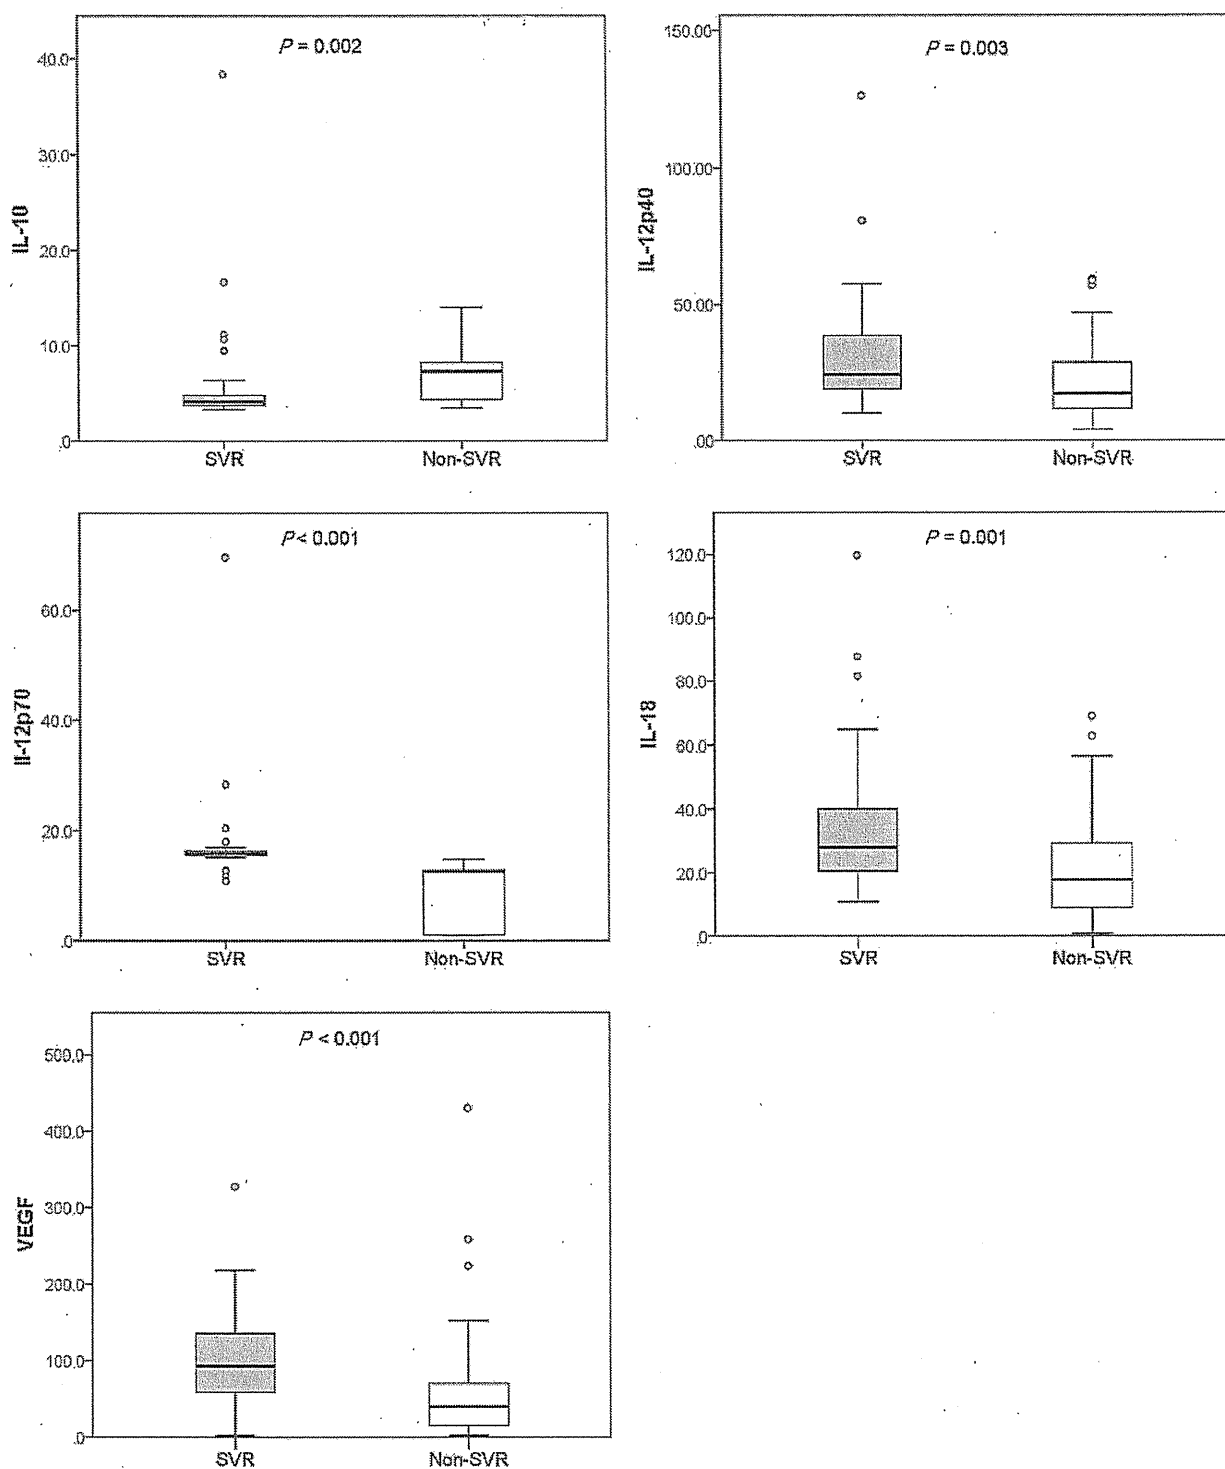 P = 0.002
40.0
30.0
20.0
10.0
.0
IL-10
SVR
Non-SVR
P = 0.003
150.00
100.00
50.00
.00
IL-12p40
SVR
Non-SVR
P < 0.001
60.0
40.0
20.0
.0
Il-12p70
SVR
Non-SVR
P = 0.001
120.0
100.0
80.0
60.0
40.0
20.0
.0
IL-18
SVR
Non-SVR
P < 0.001
500.0
400.0
300.0
200.0
100.0
.0
VEGF
SVR
Non-SVR